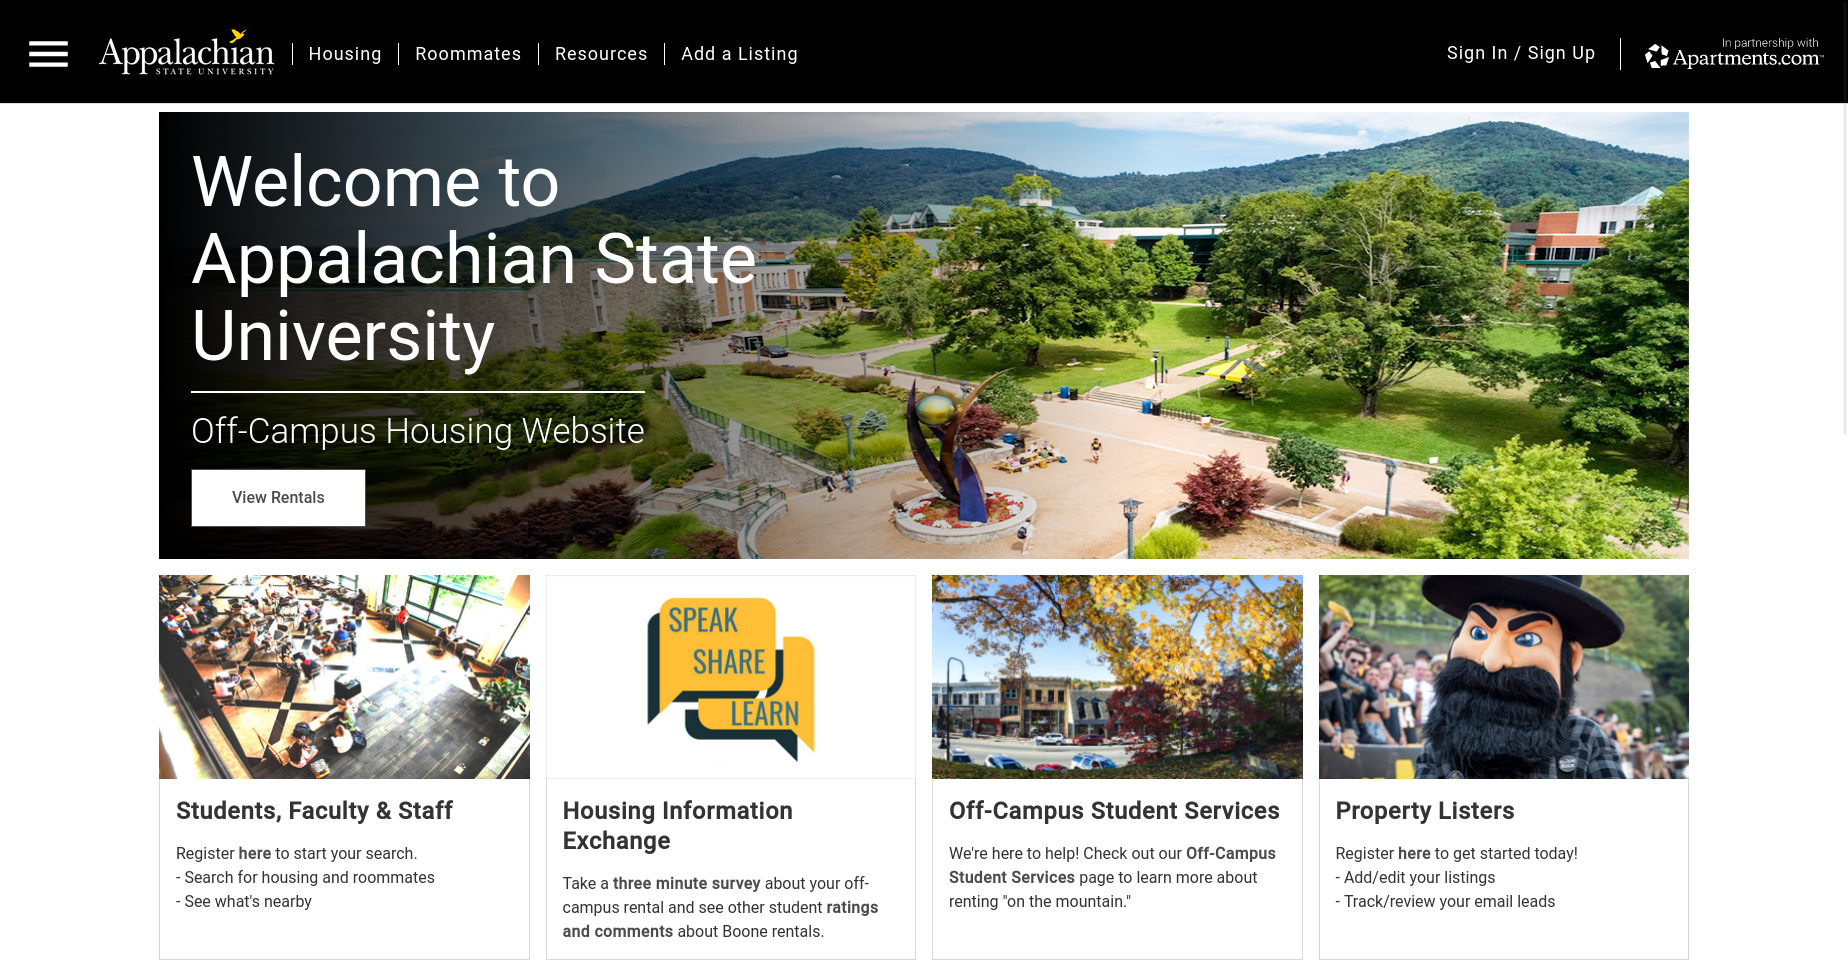 Appalachian
STATE UNIVERSITY
Housing
Roommates
Resources
Add a Listing
Sign In / Sign Up
In partnership with
Apartments.com
Welcome to
Appalachian State
University
Off-Campus Housing Website
View Rentals
SPEAK
SHARE
LEARN
Students, Faculty & Staff
Register here to start your search.
- Search for housing and roommates
- See what's nearby
Housing Information
Exchange
Take a three minute survey about your off-
campus rental and see other student ratings
and comments about Boone rentals.
Off-Campus Student Services
We're here to help! Check out our Off-Campus
Student Services page to learn more about
renting "on the mountain."
Property Listers
Register here to get started today!
- Add/edit your listings
- Track/review your email leads